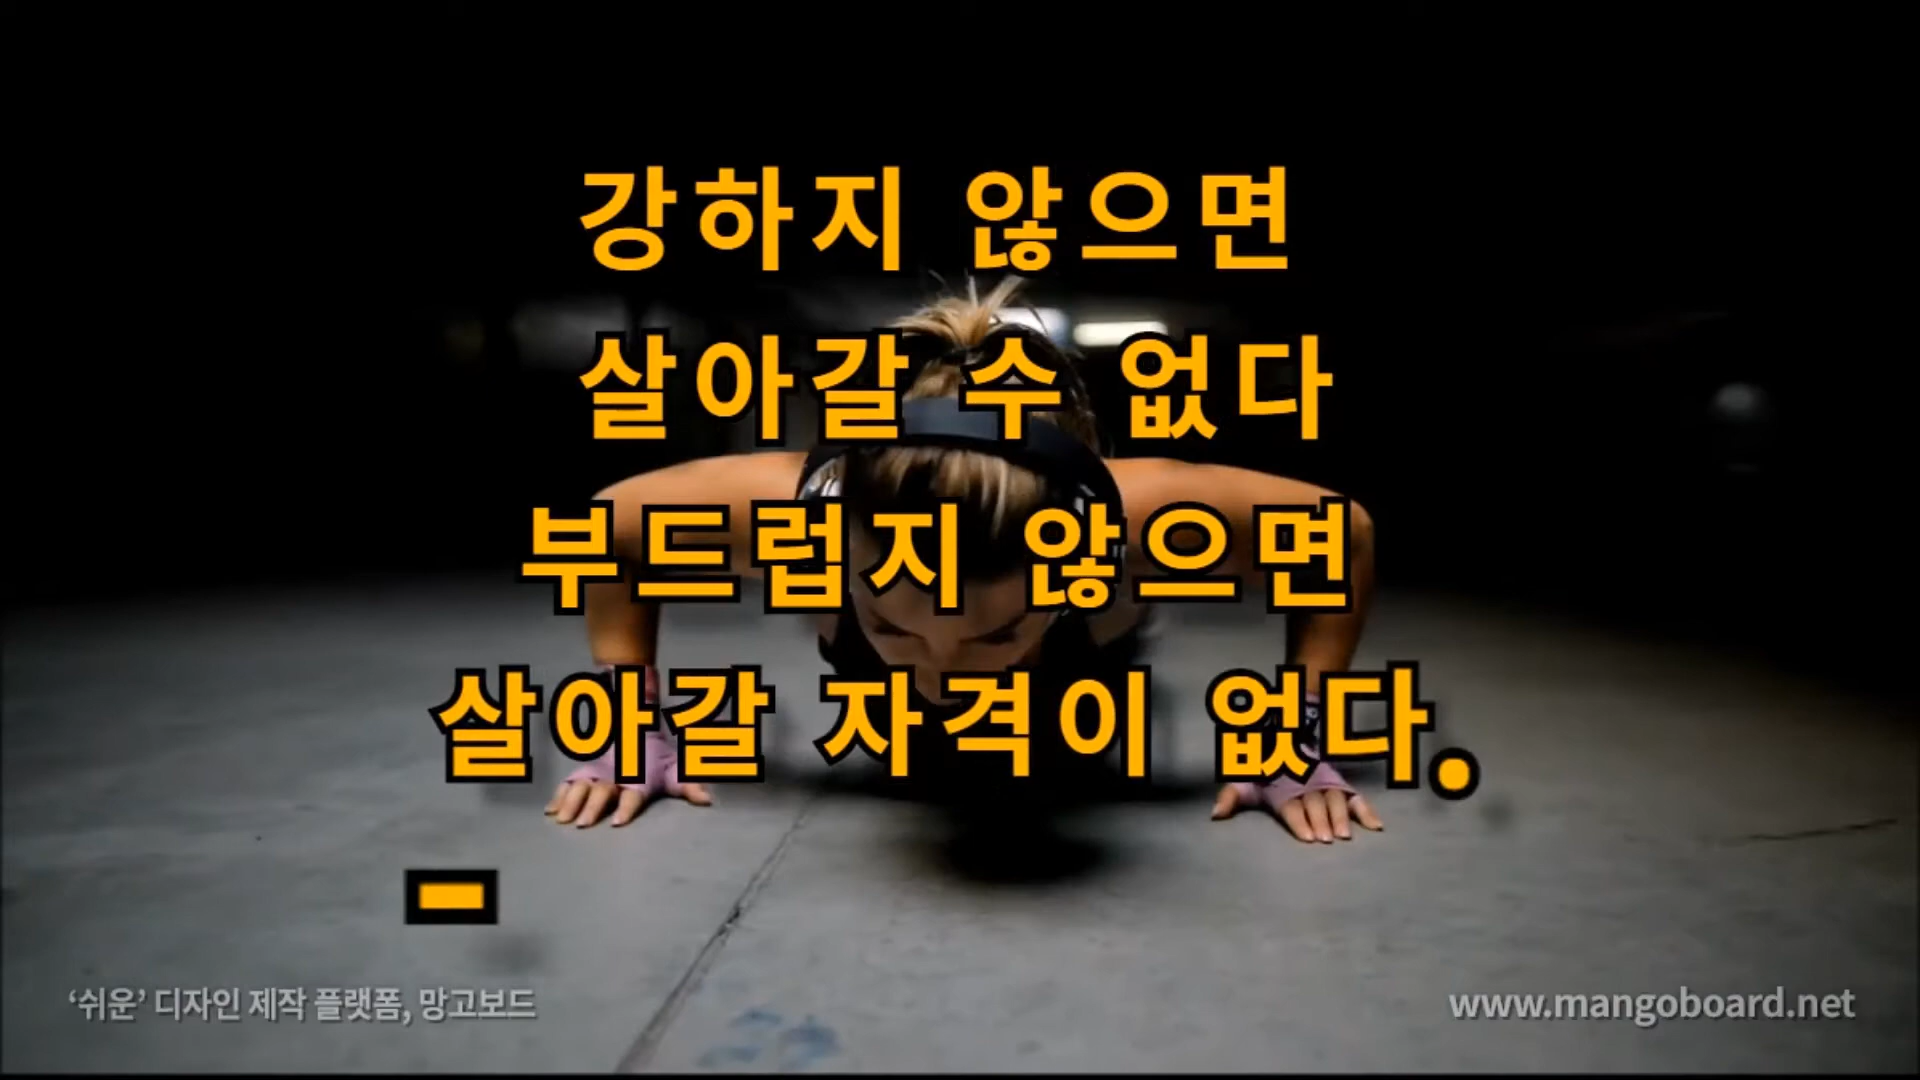 강하지 않으면
살아갈 수 없다
부드럽지 않으면
살아갈 자격이 없다.
-
‘쉬운’ 디자인 제작 플랫폼, 망고보드
www.mangoboard.net